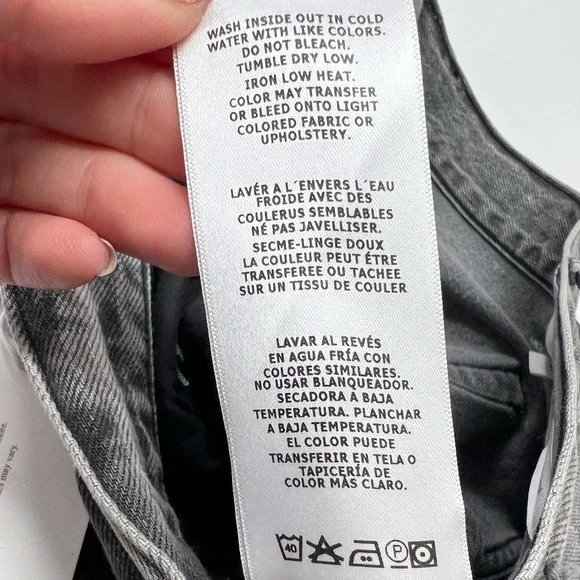 WASH INSIDE OUT IN COLD
WATER WITH LIKE COLORS.
DO NOT BLEACH.
TUMBLE DRY LOW.
IRON LOW HEAT.
COLOR MAY TRANSFER
OR BLEED ONTO LIGHT
COLORED FABRIC OR
UPHOLSTERY.
LAVÉR A L´ENVERS L´EAU
FROIDE AVEC DES
COULERUS SEMBLABLES
NÉ PAS JAVELLISER.
SECME-LINGE DOUX
LA COULEUR PEUT ÉTRE
TRANSFEREE OU TACHEE
SUR UN TISSU DE COULER
LAVAR AL REVÉS
EN AGUA FRÍA CON
COLORES SIMILARES.
NO USAR BLANQUEADOR.
SECADORA A BAJA
TEMPERATURA. PLANCHAR
A BAJA TEMPERATURA.
EL COLOR PUEDE
TRANSFERIR EN TELA O
TAPICERÍA DE
COLOR MÁS CLARO.
40 P
may vary.